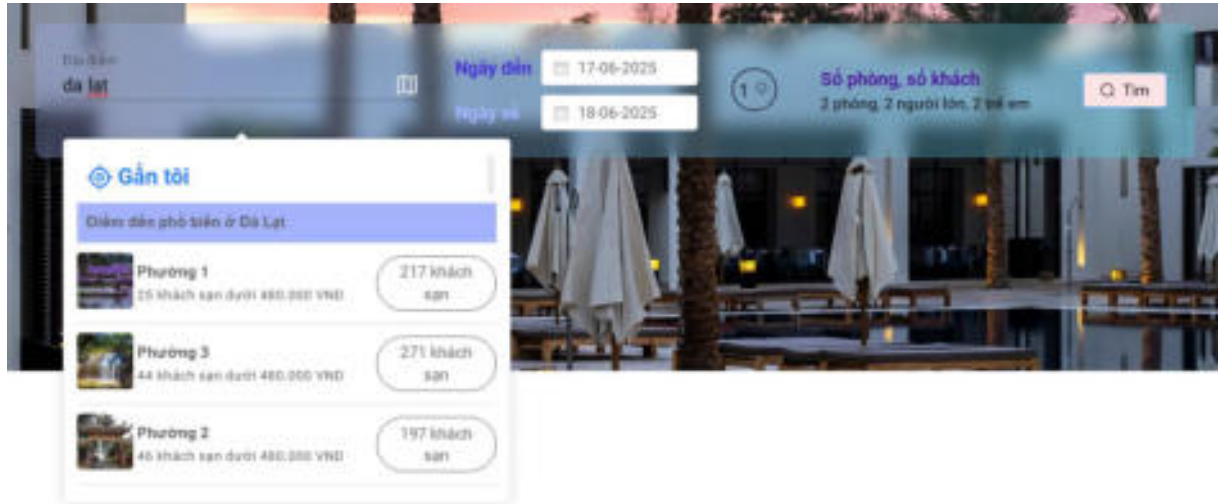 Địa điểm
da lat
Ngày đến
17-06-2025
Ngày về
18-06-2025
1
Số phòng, số khách
2 phòng, 2 người lớn, 2 trẻ em
Tìm
Gần tôi
Điểm đến phổ biến ở Đà Lạt
Phường 1
25 khách sạn dưới 480.000 VND
217 khách
sạn
Phường 3
44 khách sạn dưới 480.000 VND
271 khách
sạn
Phường 2
46 khách sạn dưới 480.000 VND
197 khách
sạn